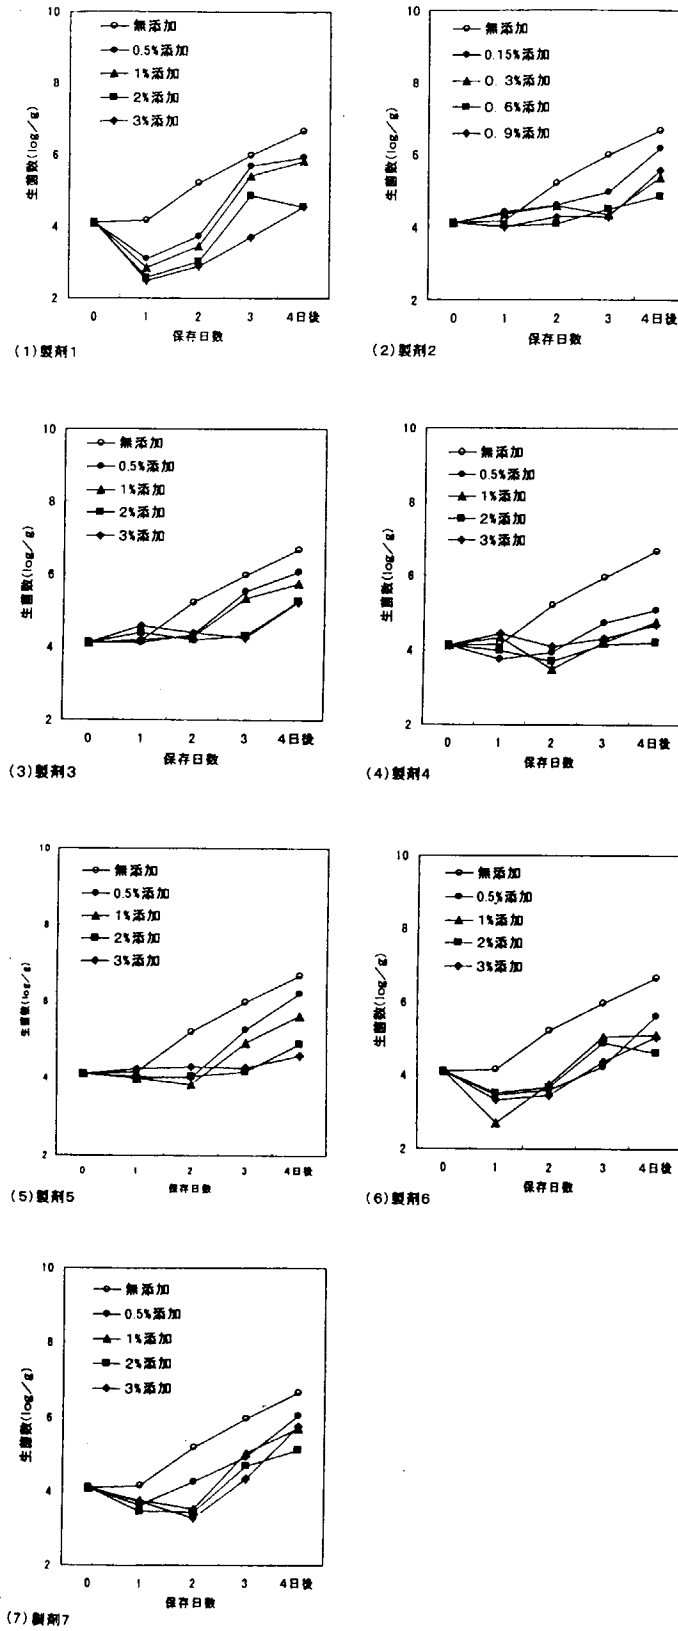 10
8
6
4
2
生菌数(log/g)
無添加
0.5%添加
1%添加
2%添加
3%添加
0 1 2 3 4日後
保存日数
(1)製剤1
10
8
6
4
2
生菌数(log/g)
無添加
0.15%添加
0.3%添加
0.6%添加
0.9%添加
0 1 2 3 4日後
保存日数
(2)製剤2
10
8
6
4
2
生菌数(log/g)
無添加
0.5%添加
1%添加
2%添加
3%添加
0 1 2 3 4日後
保存日数
(3)製剤3
10
8
6
4
2
生菌数(log/g)
無添加
0.5%添加
1%添加
2%添加
3%添加
0 1 2 3 4日後
保存日数
(4)製剤4
10
8
6
4
2
生菌数(log/g)
無添加
0.5%添加
1%添加
2%添加
3%添加
0 1 2 3 4日後
保存日数
(5)製剤5
10
8
6
4
2
生菌数(log/g)
無添加
0.5%添加
1%添加
2%添加
3%添加
0 1 2 3 4日後
保存日数
(6)製剤6
10
8
6
4
2
生菌数(log/g)
無添加
0.5%添加
1%添加
2%添加
3%添加
0 1 2 3 4日後
保存日数
(7)製剤7